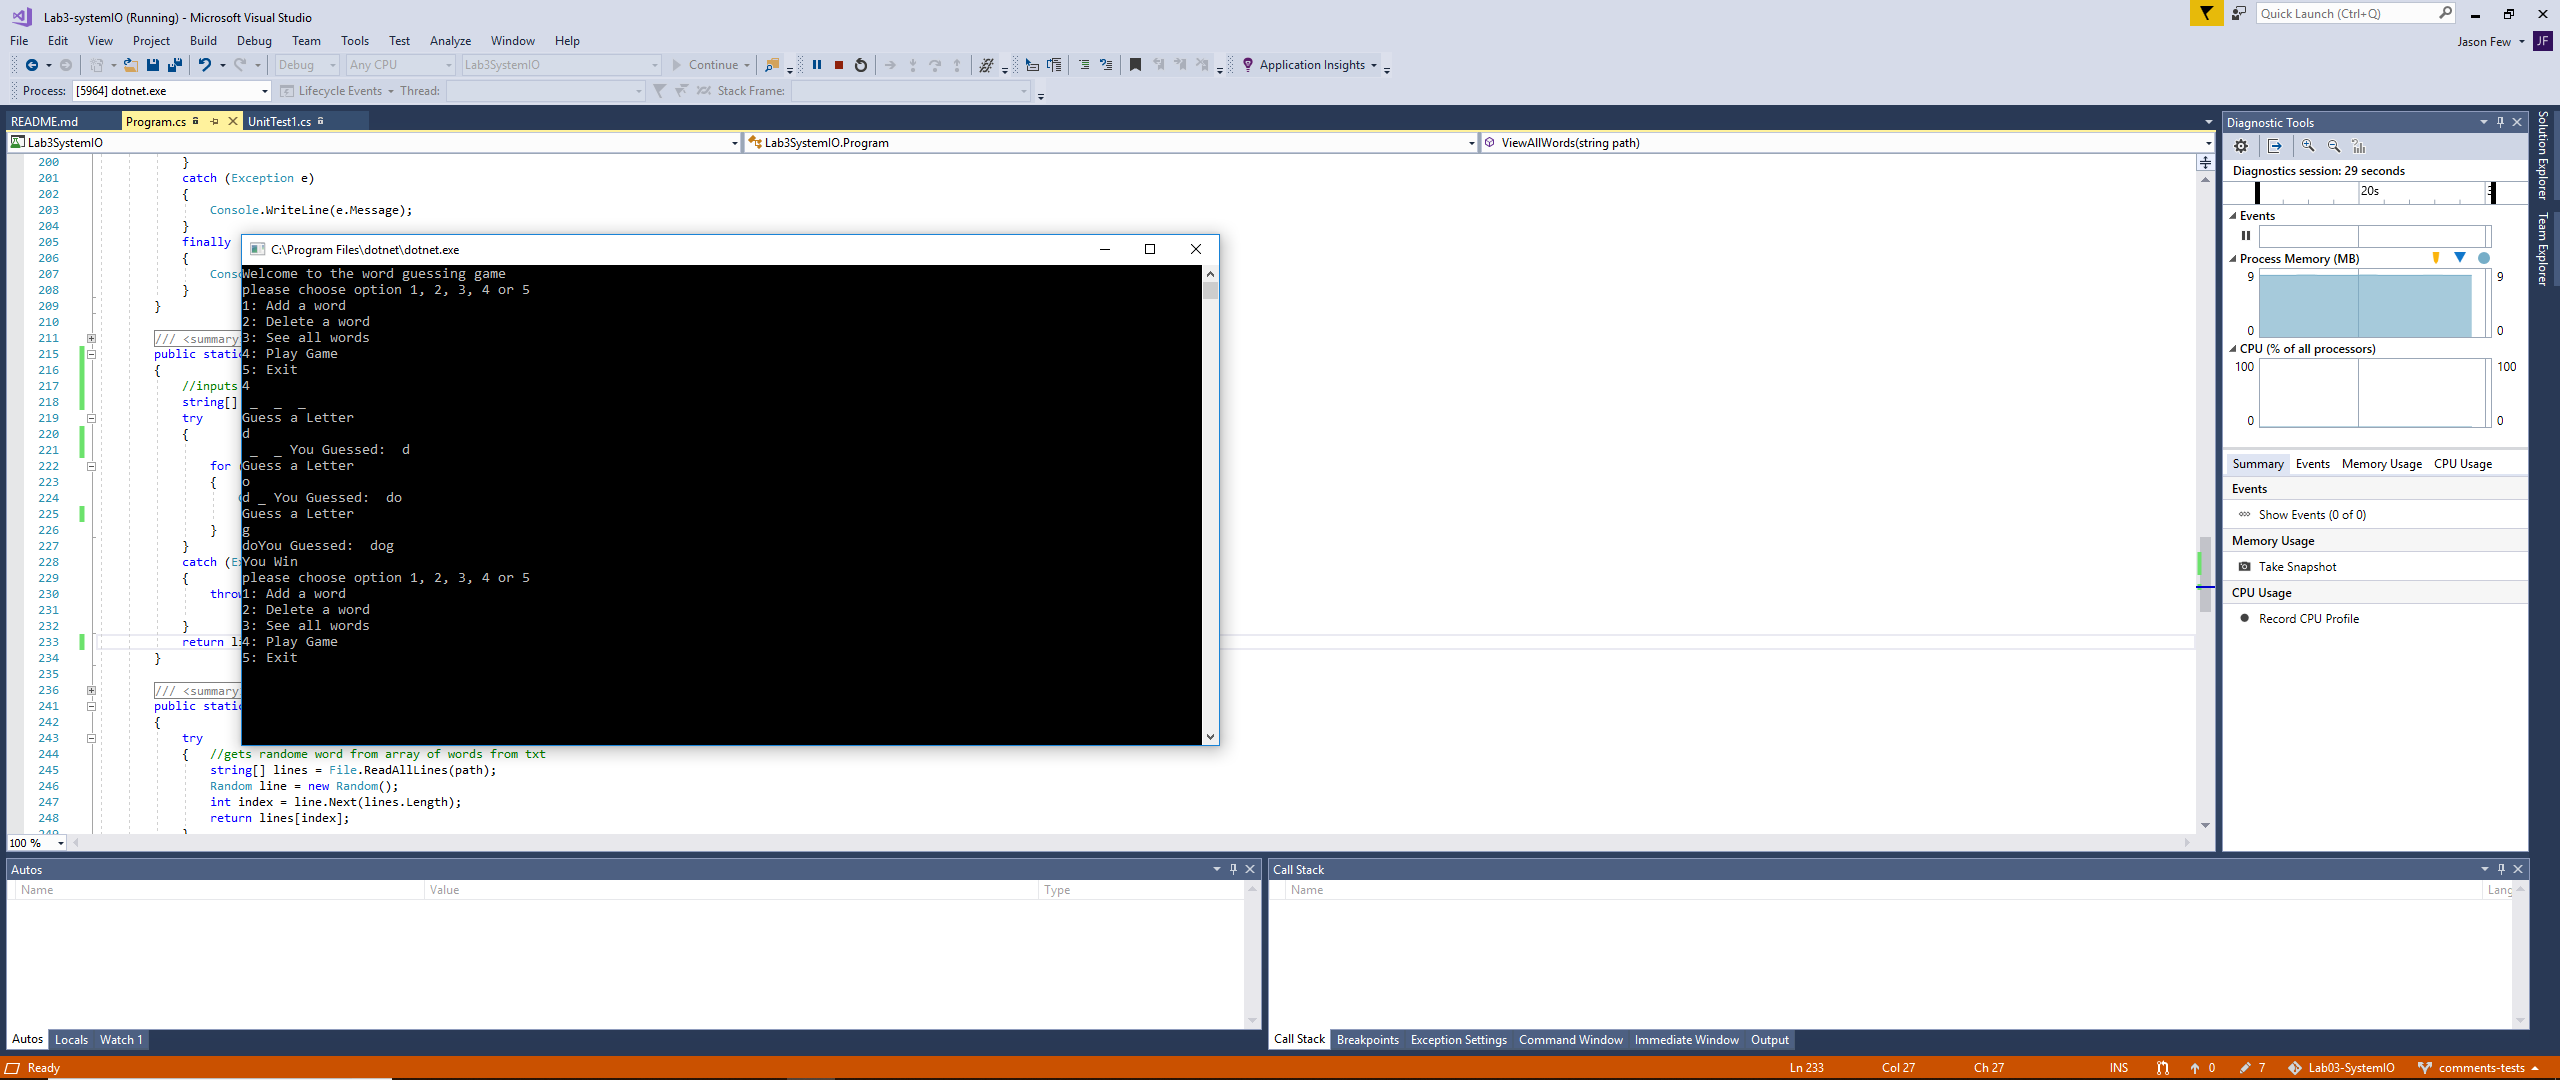 Lab3-systemIO (Running) - Microsoft Visual Studio
Quick Launch (Ctrl+Q)
File Edit View Project Build Debug Team Tools Test Analyze Window Help
Jason Few JF
Debug Any CPU Lab3SystemIO Continue Application Insights
Process: [5964] dotnet.exe Lifecycle Events Thread: Stack Frame:
README.md Program.cs UnitTest1.cs
Lab3SystemIO Lab3SystemIO.Program ViewAllWords(string path)
200 }
201 catch (Exception e)
202 {
203 Console.WriteLine(e.Message);
204 }
205 finally
206 {
207
208 }
209 }
210
211 /// <summary
215 public
216 {
217 //inputs
218 string[]
219 try
220 {
221
222 for
223 {
224
225
226 }
227 }
228 catch
229 {
230
231
232 }
233 return
234 }
235
236 /// <summary
241 public
242 {
243 try
244 { //gets randome word from array of words from txt
245 string[] lines = File.ReadAllLines(path);
246 Random line = new Random();
247 int index = line.Next(lines.Length);
248 return lines[index];
249 }
100 %
C:\Program Files\dotnet\dotnet.exe
Welcome to the word guessing game
please choose option 1, 2, 3, 4 or 5
1: Add a word
2: Delete a word
3: See all words
4: Play Game
5: Exit
4
_ _ _
Guess a Letter
d
_ _ You Guessed: d
Guess a Letter
o
d _ You Guessed: do
Guess a Letter
g
doYou Guessed: dog
You Win
please choose option 1, 2, 3, 4 or 5
1: Add a word
2: Delete a word
3: See all words
4: Play Game
5: Exit
Diagnostic Tools
Diagnostics session: 29 seconds
20s
Events
Process Memory (MB)
9 9
0 0
CPU (% of all processors)
100 100
0 0
Summary Events Memory Usage CPU Usage
Events
Show Events (0 of 0)
Memory Usage
Take Snapshot
CPU Usage
Record CPU Profile
Solution Explorer
Team Explorer
Autos
Name Value Type
Autos Locals Watch 1
Call Stack
Name Lang
Call Stack Breakpoints Exception Settings Command Window Immediate Window Output
Ready Ln 233 Col 27 Ch 27 INS 0 7 Lab03-SystemIO comments-tests